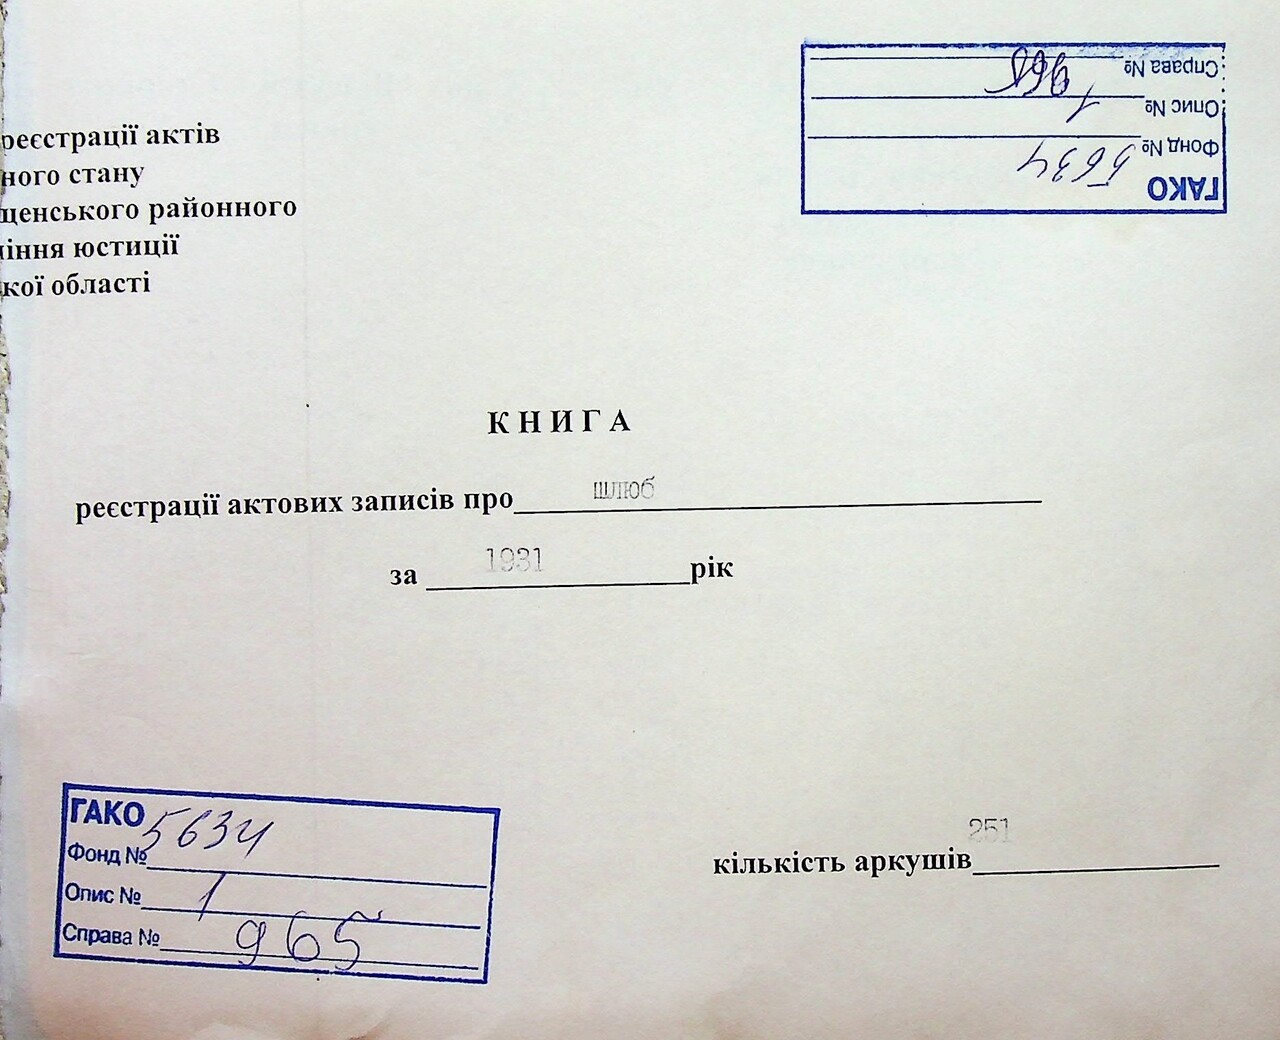 реєстрації актів
ного стану
щенського районного
іння юстиції
кої області
ГАКО
Фонд № 5634
Опис № 1
Справа № 965
КНИГА
реєстрації актових записів про шлюб
за 1931 рік
кількість аркушів 251
ГАКО
Фонд № 5634
Опис № 1
Справа № 965